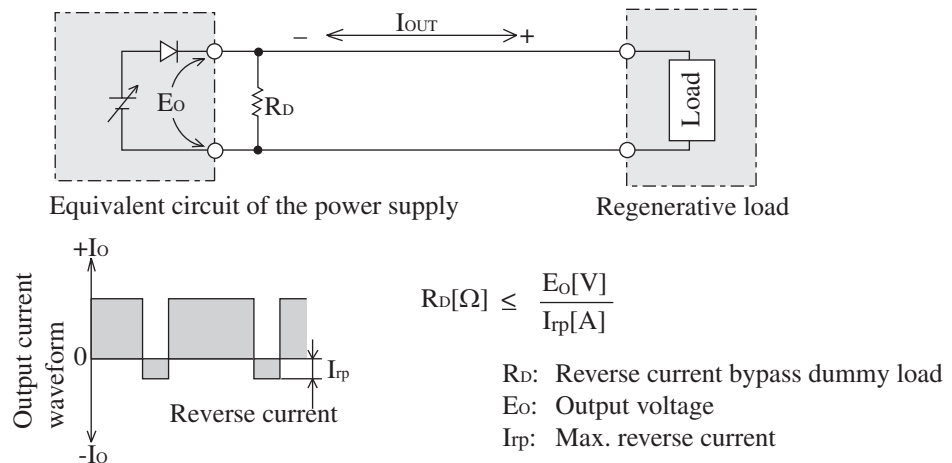 − IOUT +
EO
RD
Load
Equivalent circuit of the power supply
Regenerative load
Output current waveform
+IO
0
-IO
Irp
Reverse current
RD[Ω] ≤ EO[V] / Irp[A]
RD: Reverse current bypass dummy load
EO: Output voltage
Irp: Max. reverse current